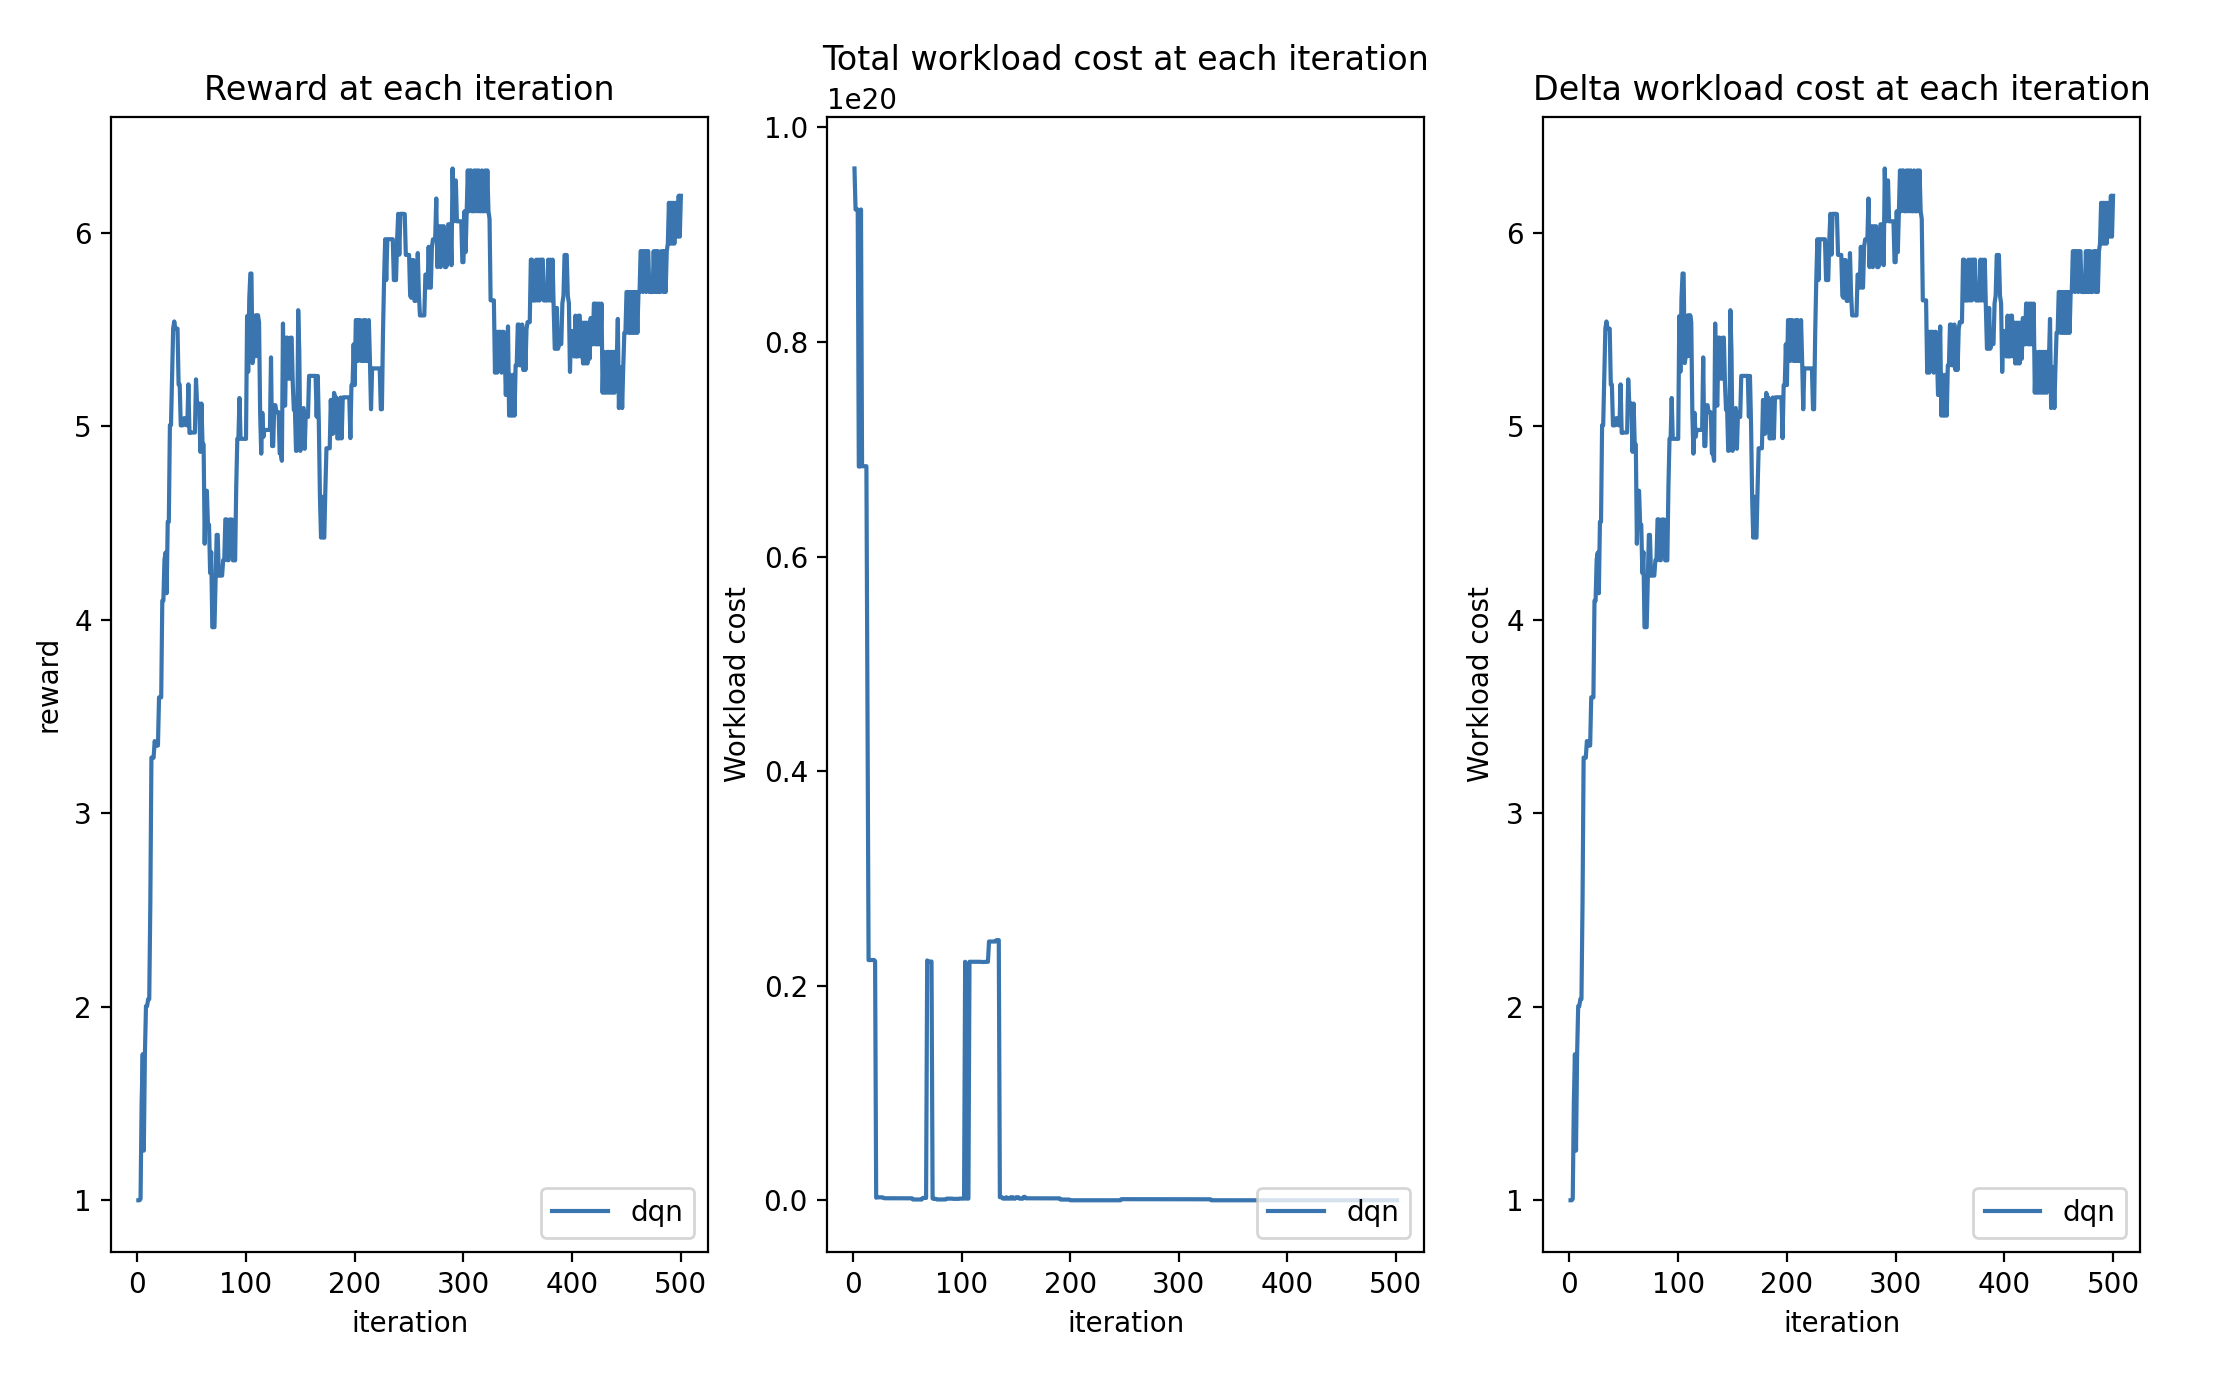 Reward at each iteration
6
5
4
3
2
1
reward
0 100 200 300 400 500
iteration
dqn
Total workload cost at each iteration
1e20
1.0
0.8
0.6
0.4
0.2
0.0
Workload cost
0 100 200 300 400 500
iteration
dqn
Delta workload cost at each iteration
6
5
4
3
2
1
Workload cost
0 100 200 300 400 500
iteration
dqn